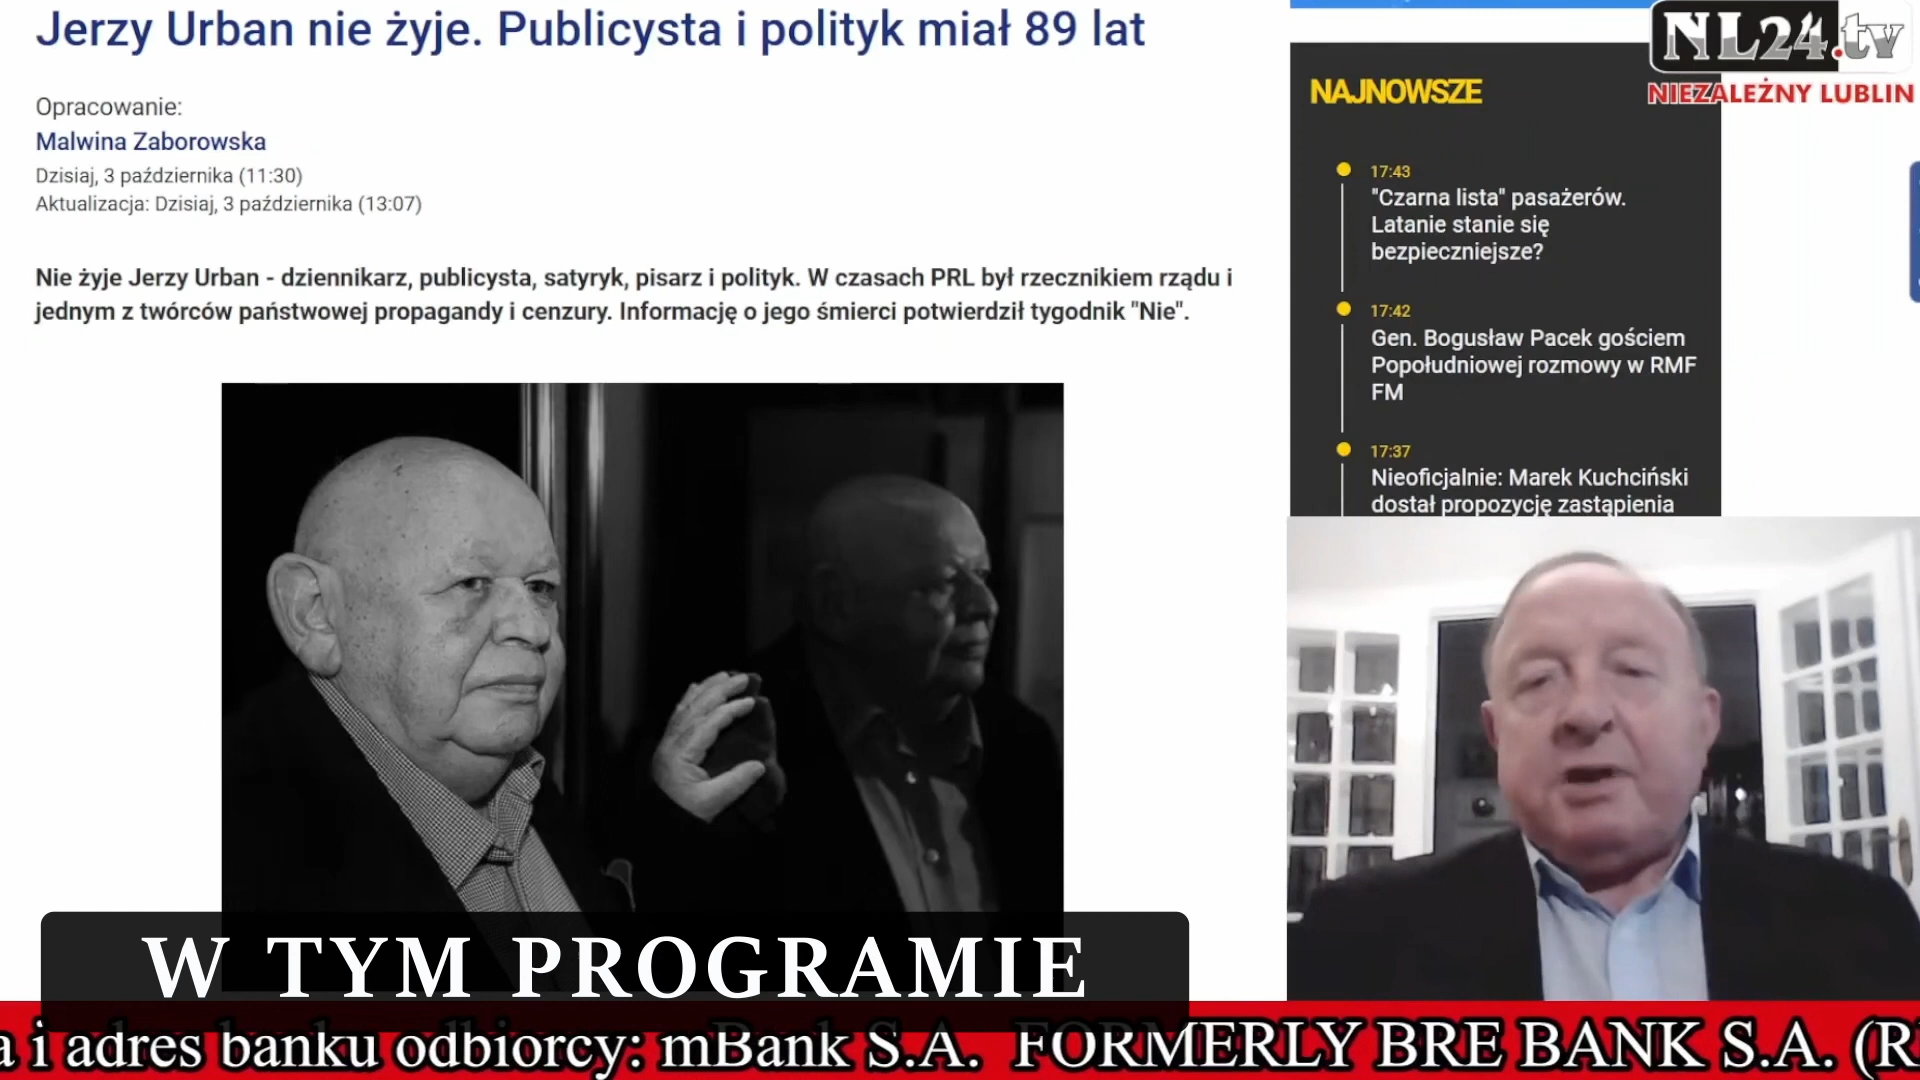 Jerzy Urban nie żyje. Publicysta i polityk miał 89 lat
Opracowanie:
Malwina Zaborowska
Dzisiaj, 3 października (11:30)
Aktualizacja: Dzisiaj, 3 października (13:07)
Nie żyje Jerzy Urban - dziennikarz, publicysta, satyryk, pisarz i polityk. W czasach PRL był rzecznikiem rządu i
jednym z twórców państwowej propagandy i cenzury. Informację o jego śmierci potwierdził tygodnik "Nie".
NL24.tv
NIEZALEŻNY LUBLIN
NAJNOWSZE
17:43
"Czarna lista" pasażerów.
Latanie stanie się
bezpieczniejsze?
17:42
Gen. Bogusław Pacek gościem
Popołudniowej rozmowy w RMF
FM
17:37
Nieoficjalnie: Marek Kuchciński
dostał propozycję zastąpienia
W TYM PROGRAMIE
a i adres banku odbiorcy: mBank S.A. FORMERLY BRE BANK S.A. (R